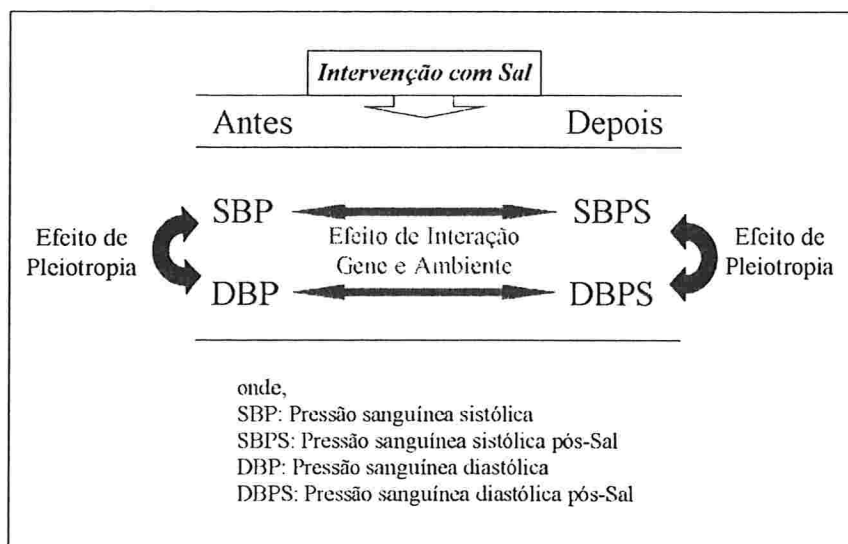 Intervenção com Sal
Antes Depois
SBP SBPS
Efeito de Pleiotropia
Efeito de Interação Gene e Ambiente
Efeito de Pleiotropia
DBP DBPS
onde,
SBP: Pressão sanguínea sistólica
SBPS: Pressão sanguínea sistólica pós-Sal
DBP: Pressão sanguínea diastólica
DBPS: Pressão sanguínea diastólica pós-Sal